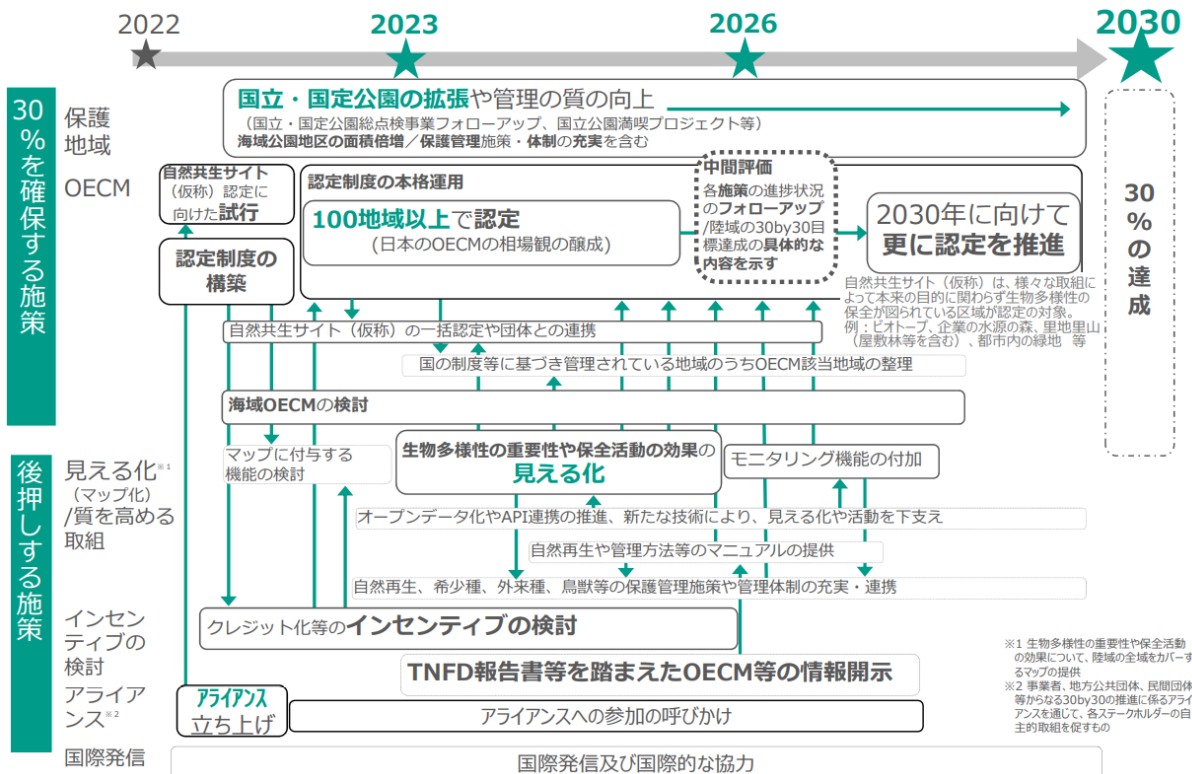 2022
2023
2026
2030
30%を確保する施策
保護
地域
国立・国定公園の拡張や管理の質の向上
（国立・国定公園総点検事業フォローアップ、国立公園満喫プロジェクト等）
海域公園地区の面積倍増／保護管理施策・体制の充実を含む
OECM
自然共生サイト
（仮称）認定に
向けた試行
認定制度の
構築
認定制度の本格運用
100地域以上で認定
(日本のOECMの相場観の醸成)
中間評価
各施策の進捗状況
のフォローアップ
/陸域の30by30目
標達成の具体的な
内容を示す
2030年に向けて
更に認定を推進
自然共生サイト（仮称）は、様々な取組に
よって本来の目的に関わらず生物多様性の
保全が図られている区域が認定の対象。
例：ビオトープ、企業の水源の森、里地里山
（屋敷林等を含む）、都市内の緑地　等
30%の達成
自然共生サイト（仮称）の一括認定や団体との連携
国の制度等に基づき管理されている地域のうちOECM該当地域の整理
海域OECMの検討
後押しする施策
見える化※1
（マップ化）
/質を高める
取組
マップに付与する
機能の検討
生物多様性の重要性や保全活動の効果の
見える化
モニタリング機能の付加
オープンデータ化やAPI連携の推進、新たな技術により、見える化や活動を下支え
自然再生や管理方法等のマニュアルの提供
自然再生、希少種、外来種、鳥獣等の保護管理施策や管理体制の充実・連携
インセン
ティブの
検討
クレジット化等のインセンティブの検討
TNFD報告書等を踏まえたOECM等の情報開示
アライア
ンス※2
アライアンス
立ち上げ
アライアンスへの参加の呼びかけ
国際発信
国際発信及び国際的な協力
※1 生物多様性の重要性や保全活動
の効果について、陸域の全域をカバーす
るマップの提供
※2 事業者、地方公共団体、民間団体
等からなる30by30の推進に係るアライ
アンスを通じて、各ステークホルダーの自
主的取組を促すもの